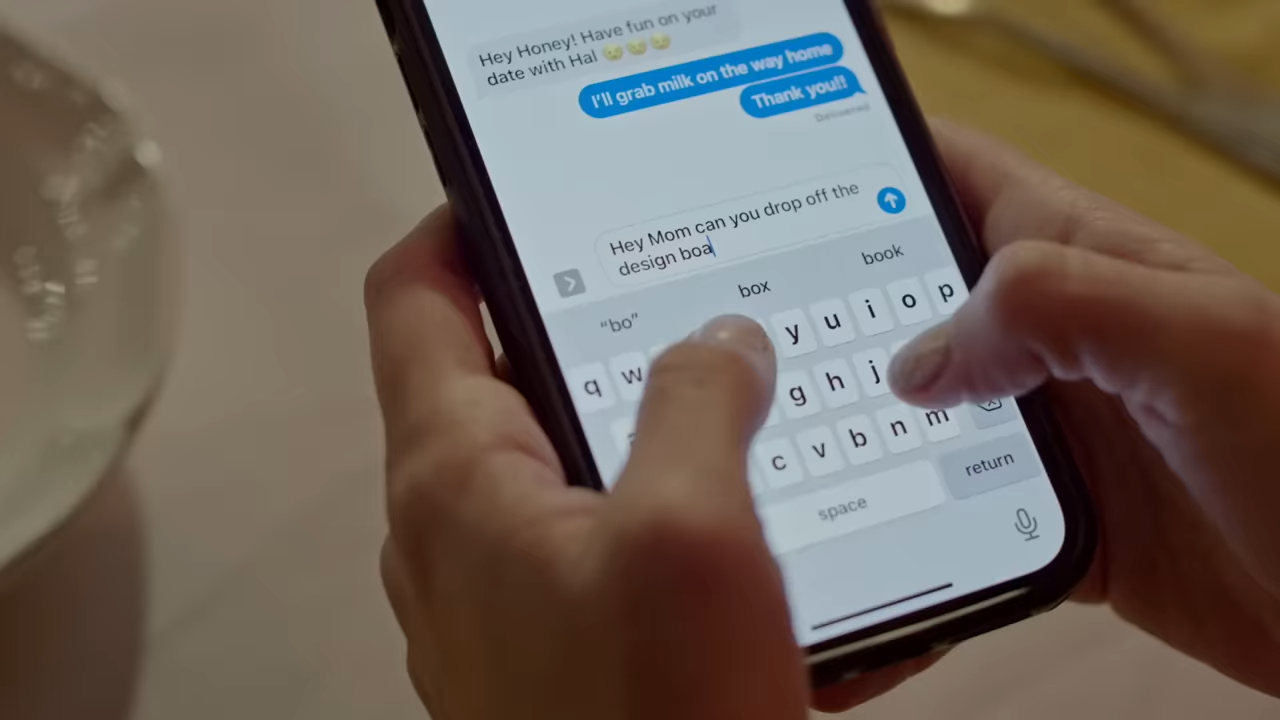 Hey Honey! Have fun on your
date with Hal 😉😉😉
I'll grab milk on the way home
Thank you!!
Delivered
Hey Mom can you drop off the
design boa
"bo" box book
q w y u i o p
g h j
c v b n m
space return